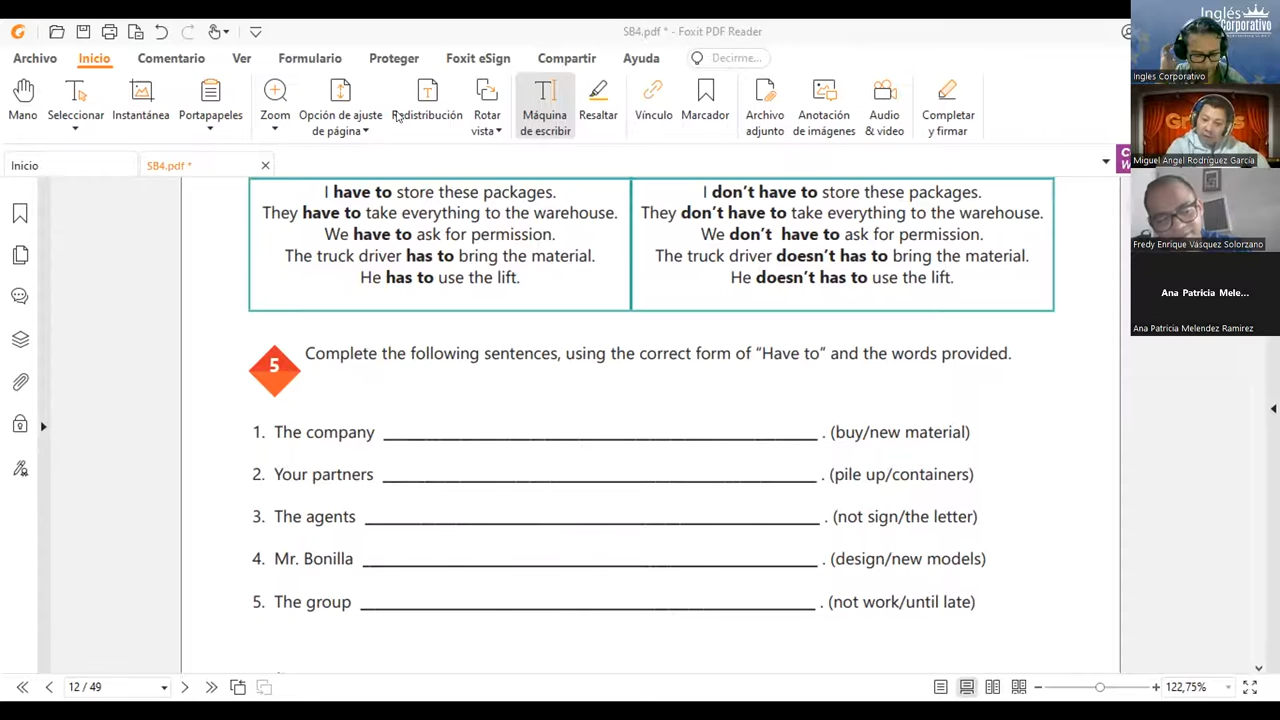 SB4.pdf * - Foxit PDF Reader
Archivo Inicio Comentario Ver Formulario Proteger Foxit eSign Compartir Ayuda Decirme...
Mano Seleccionar Instantánea Portapapeles Zoom Opción de ajuste de página Redistribución Rotar vista Máquina de escribir Resaltar Vínculo Marcador Archivo adjunto Anotación de imágenes Audio & video Completar y firmar
Inicio SB4.pdf *
I have to store these packages.
They have to take everything to the warehouse.
We have to ask for permission.
The truck driver has to bring the material.
He has to use the lift.
I don't have to store these packages.
They don't have to take everything to the warehouse.
We don't have to ask for permission.
The truck driver doesn't has to bring the material.
He doesn't has to use the lift.
5 Complete the following sentences, using the correct form of "Have to" and the words provided.
1. The company ______ . (buy/new material)
2. Your partners ______ . (pile up/containers)
3. The agents ______ . (not sign/the letter)
4. Mr. Bonilla ______ . (design/new models)
5. The group ______ . (not work/until late)
12 / 49
122,75%
Inglés
Corporativo
Ingles Corporativo
Miguel Angel Rodríguez García
Fredy Enrique Vásquez Solorzano
Ana Patricia Mele...
Ana Patricia Melendez Ramirez